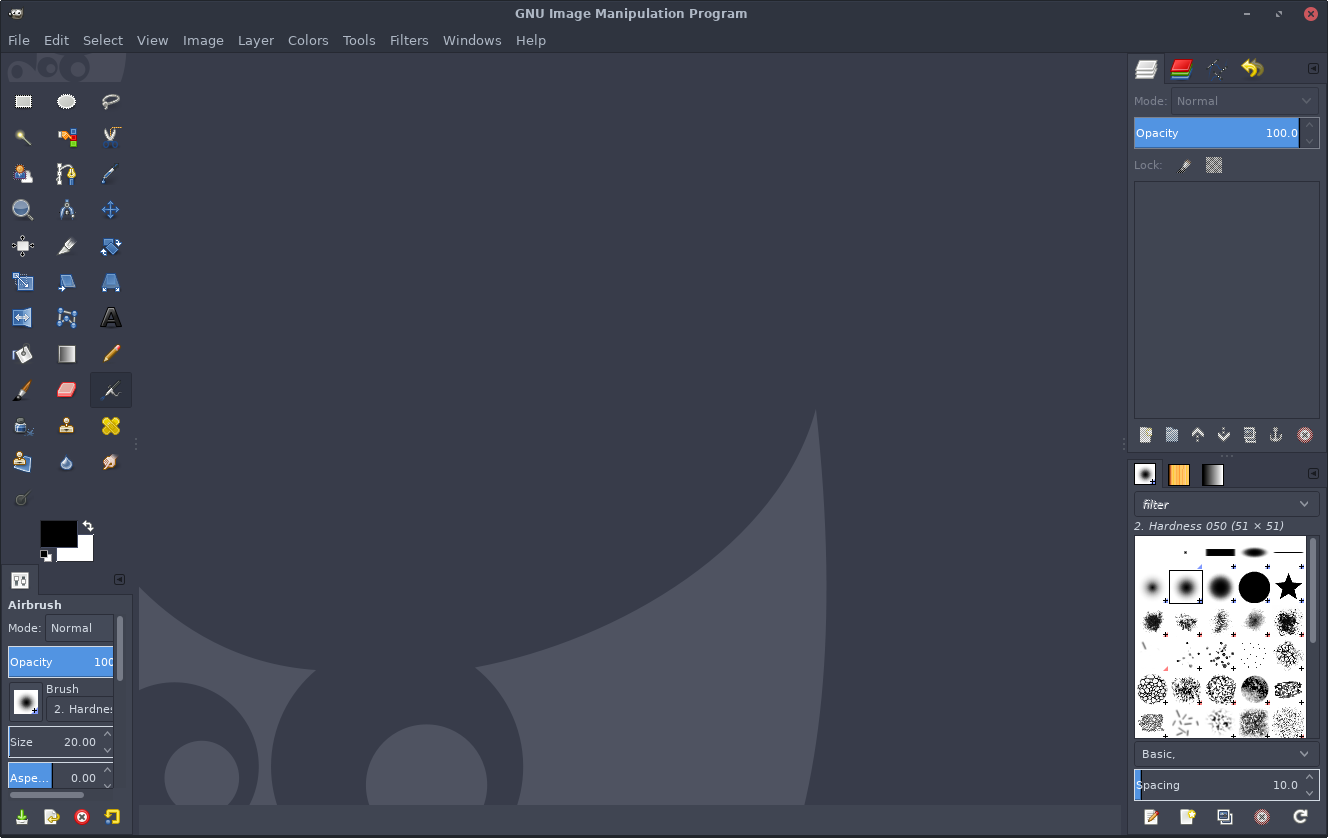 GNU Image Manipulation Program
File Edit Select View Image Layer Colors Tools Filters Windows Help
Mode: Normal
Opacity 100.0
Lock:
filter
2. Hardness 050 (51 × 51)
Basic,
Spacing 10.0
Airbrush
Mode: Normal
Opacity 100
Brush
2. Hardnes
Size 20.00
Aspe... 0.00